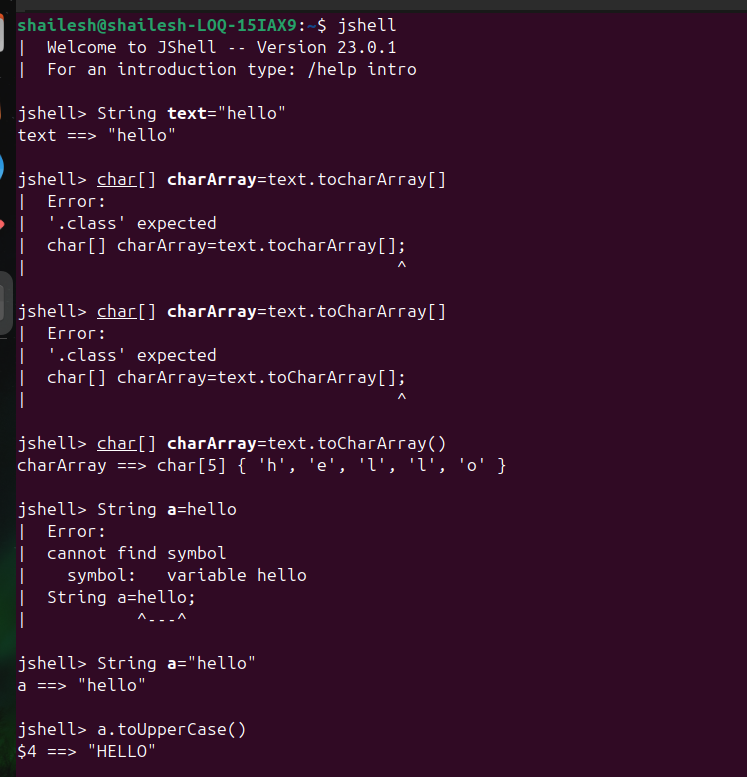 shailesh@shailesh-LOQ-15IAX9:~$ jshell
|  Welcome to JShell -- Version 23.0.1
|  For an introduction type: /help intro
jshell> String text="hello"
text ==> "hello"
jshell> char[] charArray=text.tocharArray[]
|  Error:
|  '.class' expected
|  char[] charArray=text.tocharArray[];
|                                     ^
jshell> char[] charArray=text.toCharArray[]
|  Error:
|  '.class' expected
|  char[] charArray=text.toCharArray[];
|                                     ^
jshell> char[] charArray=text.toCharArray()
charArray ==> char[5] { 'h', 'e', 'l', 'l', 'o' }
jshell> String a=hello
|  Error:
|  cannot find symbol
|    symbol:   variable hello
|  String a=hello;
|           ^---^
jshell> String a="hello"
a ==> "hello"
jshell> a.toUpperCase()
$4 ==> "HELLO"